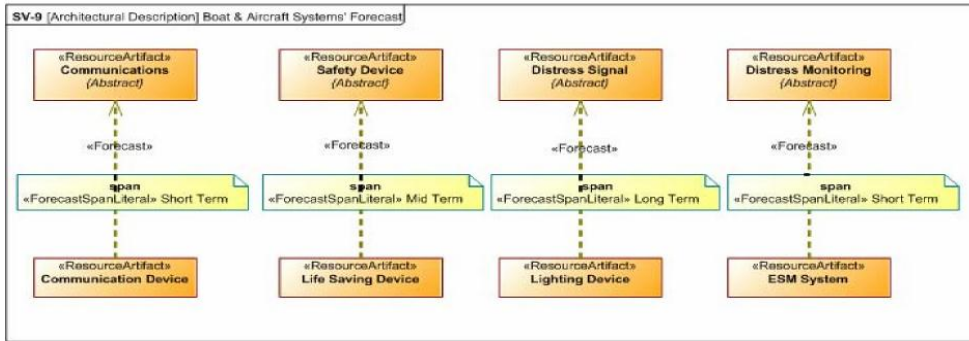 SV-9 [Architectural Description] Boat & Aircraft Systems' Forecast
«ResourceArtifact»
Communications
(Abstract)
«ResourceArtifact»
Safety Device
(Abstract)
«ResourceArtifact»
Distress Signal
(Abstract)
«ResourceArtifact»
Distress Monitoring
(Abstract)
«Forecast»
«Forecast»
«Forecast»
«Forecast»
span
«ForecastSpanLiteral» Short Term
span
«ForecastSpanLiteral» Mid Term
span
«ForecastSpanLiteral» Long Term
span
«ForecastSpanLiteral» Short Term
«ResourceArtifact»
Communication Device
«ResourceArtifact»
Life Saving Device
«ResourceArtifact»
Lighting Device
«ResourceArtifact»
ESM System